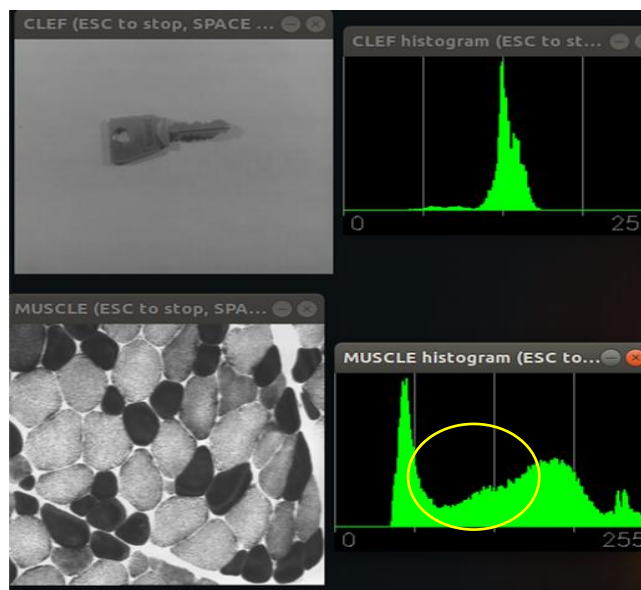 CLEF (ESC to stop, SPACE ...
CLEF histogram (ESC to st...
0
25
MUSCLE (ESC to stop, SPA...
MUSCLE histogram (ESC to...
0
255